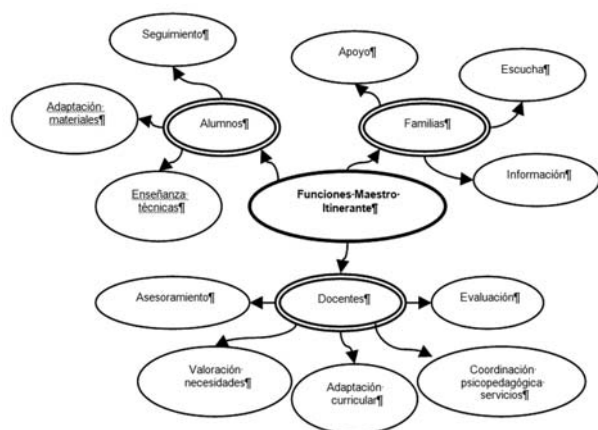 Seguimiento¶
Apoyo¶
Escucha¶
Adaptación·
materiales¶
Alumnos¶
Familias¶
Enseñanza·
técnicas¶
Información¶
Funciones·Maestro·
Itinerante¶
Asesoramiento¶
Docentes¶
Evaluación¶
Valoración·
necesidades¶
Adaptación·
curricular¶
Coordinación·
psicopedagógica·
servicios¶